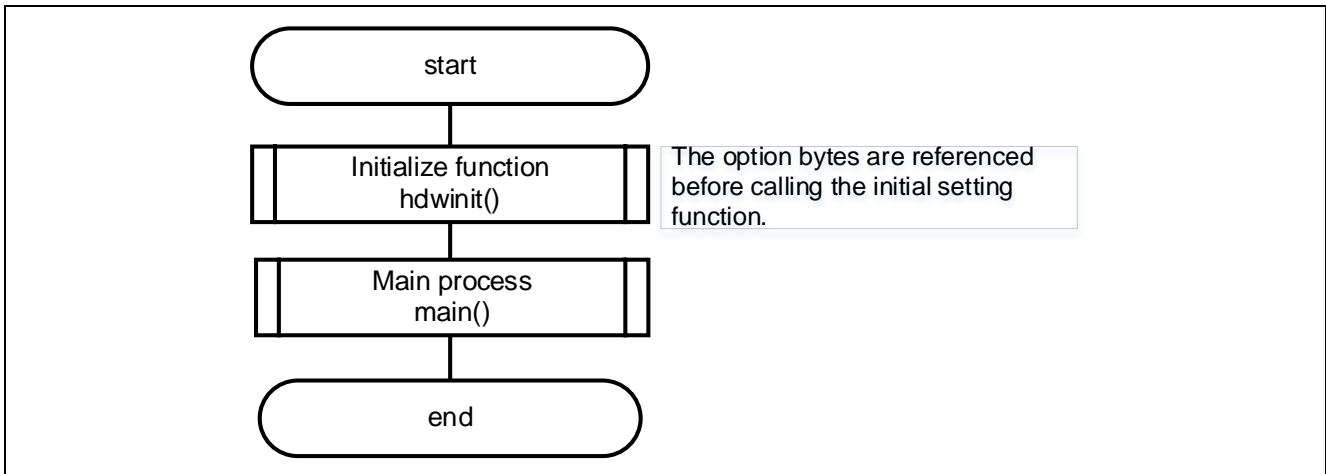 start
Initialize function
hdwinit()
The option bytes are referenced
before calling the initial setting
function.
Main process
main()
end